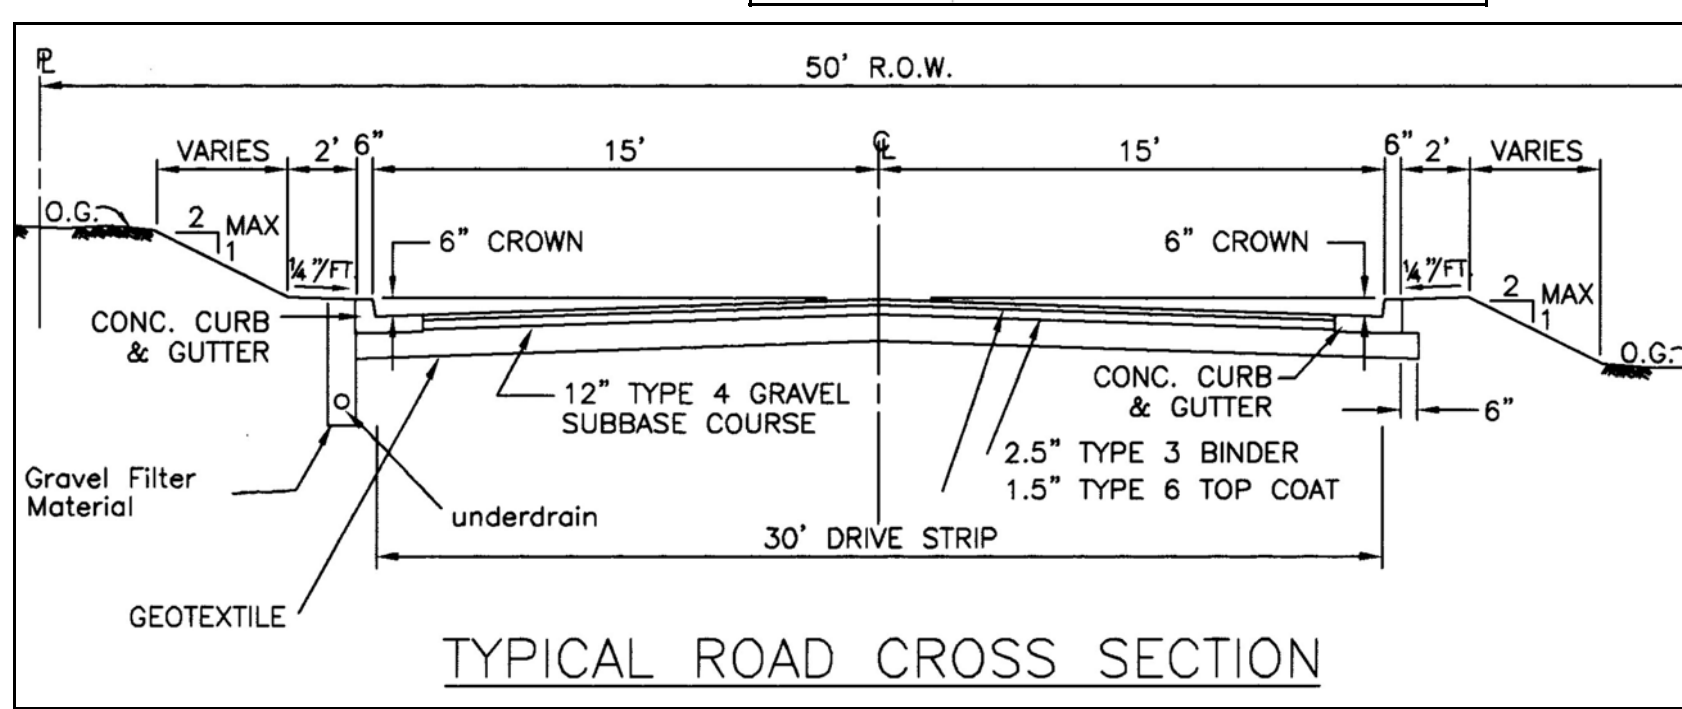 PL
50' R.O.W.
VARIES 2' 6" 15' CL 15' 6" 2' VARIES
O.G. 2 MAX
1
6" CROWN 6" CROWN
¼"/FT. ¼"/FT.
2 MAX
1
CONC. CURB
& GUTTER
O.G.
12" TYPE 4 GRAVEL
SUBBASE COURSE
CONC. CURB
& GUTTER
6"
2.5" TYPE 3 BINDER
1.5" TYPE 6 TOP COAT
Gravel Filter
Material
underdrain
30' DRIVE STRIP
GEOTEXTILE
TYPICAL ROAD CROSS SECTION